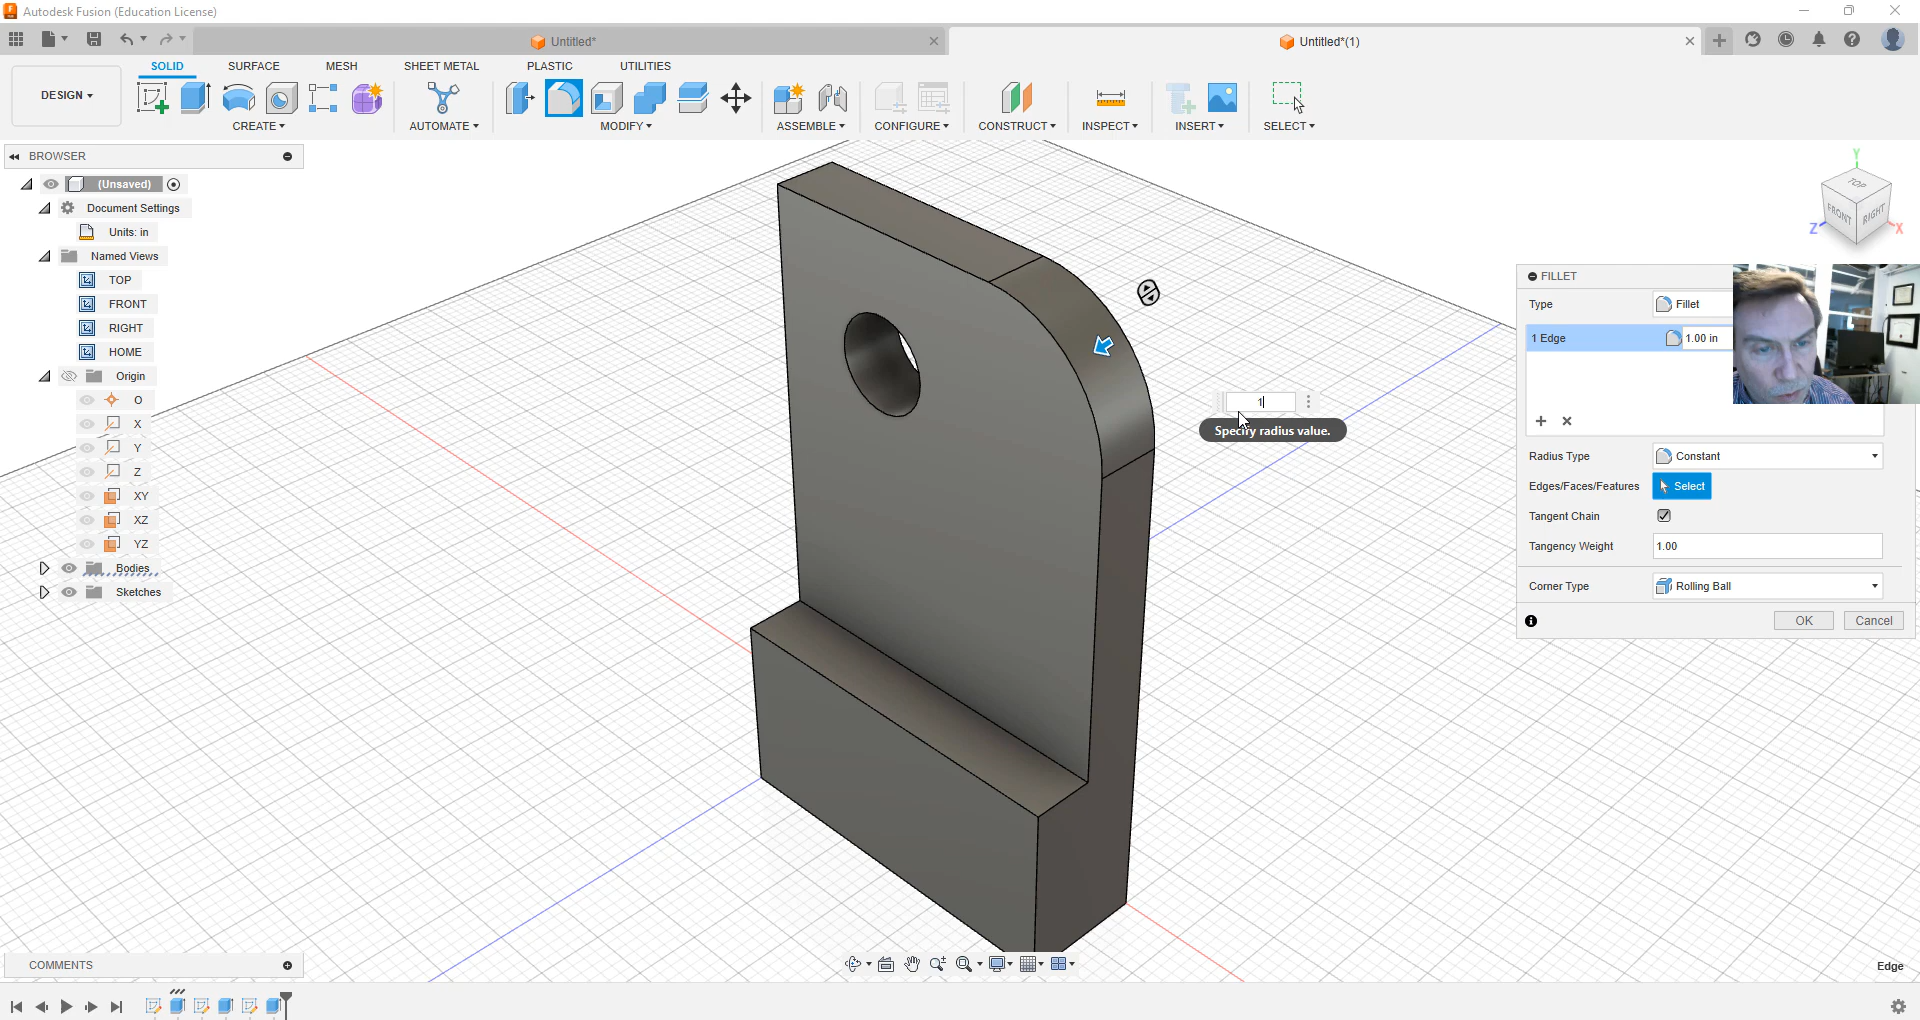 Autodesk Fusion (Education License)
Untitled*
Untitled*(1)
DESIGN
SOLID
SURFACE
MESH
SHEET METAL
PLASTIC
UTILITIES
CREATE
AUTOMATE
MODIFY
ASSEMBLE
CONFIGURE
CONSTRUCT
INSPECT
INSERT
SELECT
BROWSER
(Unsaved)
Document Settings
Units: in
Named Views
TOP
FRONT
RIGHT
HOME
Origin
O
X
Y
Z
XY
XZ
YZ
Bodies
Sketches
Y
TOP
FRONT
RIGHT
Z
X
1
Specify radius value.
FILLET
Type
Fillet
1 Edge
1.00 in
Radius Type
Constant
Edges/Faces/Features
Select
Tangent Chain
Tangency Weight
1.00
Corner Type
Rolling Ball
OK
Cancel
COMMENTS
Edge